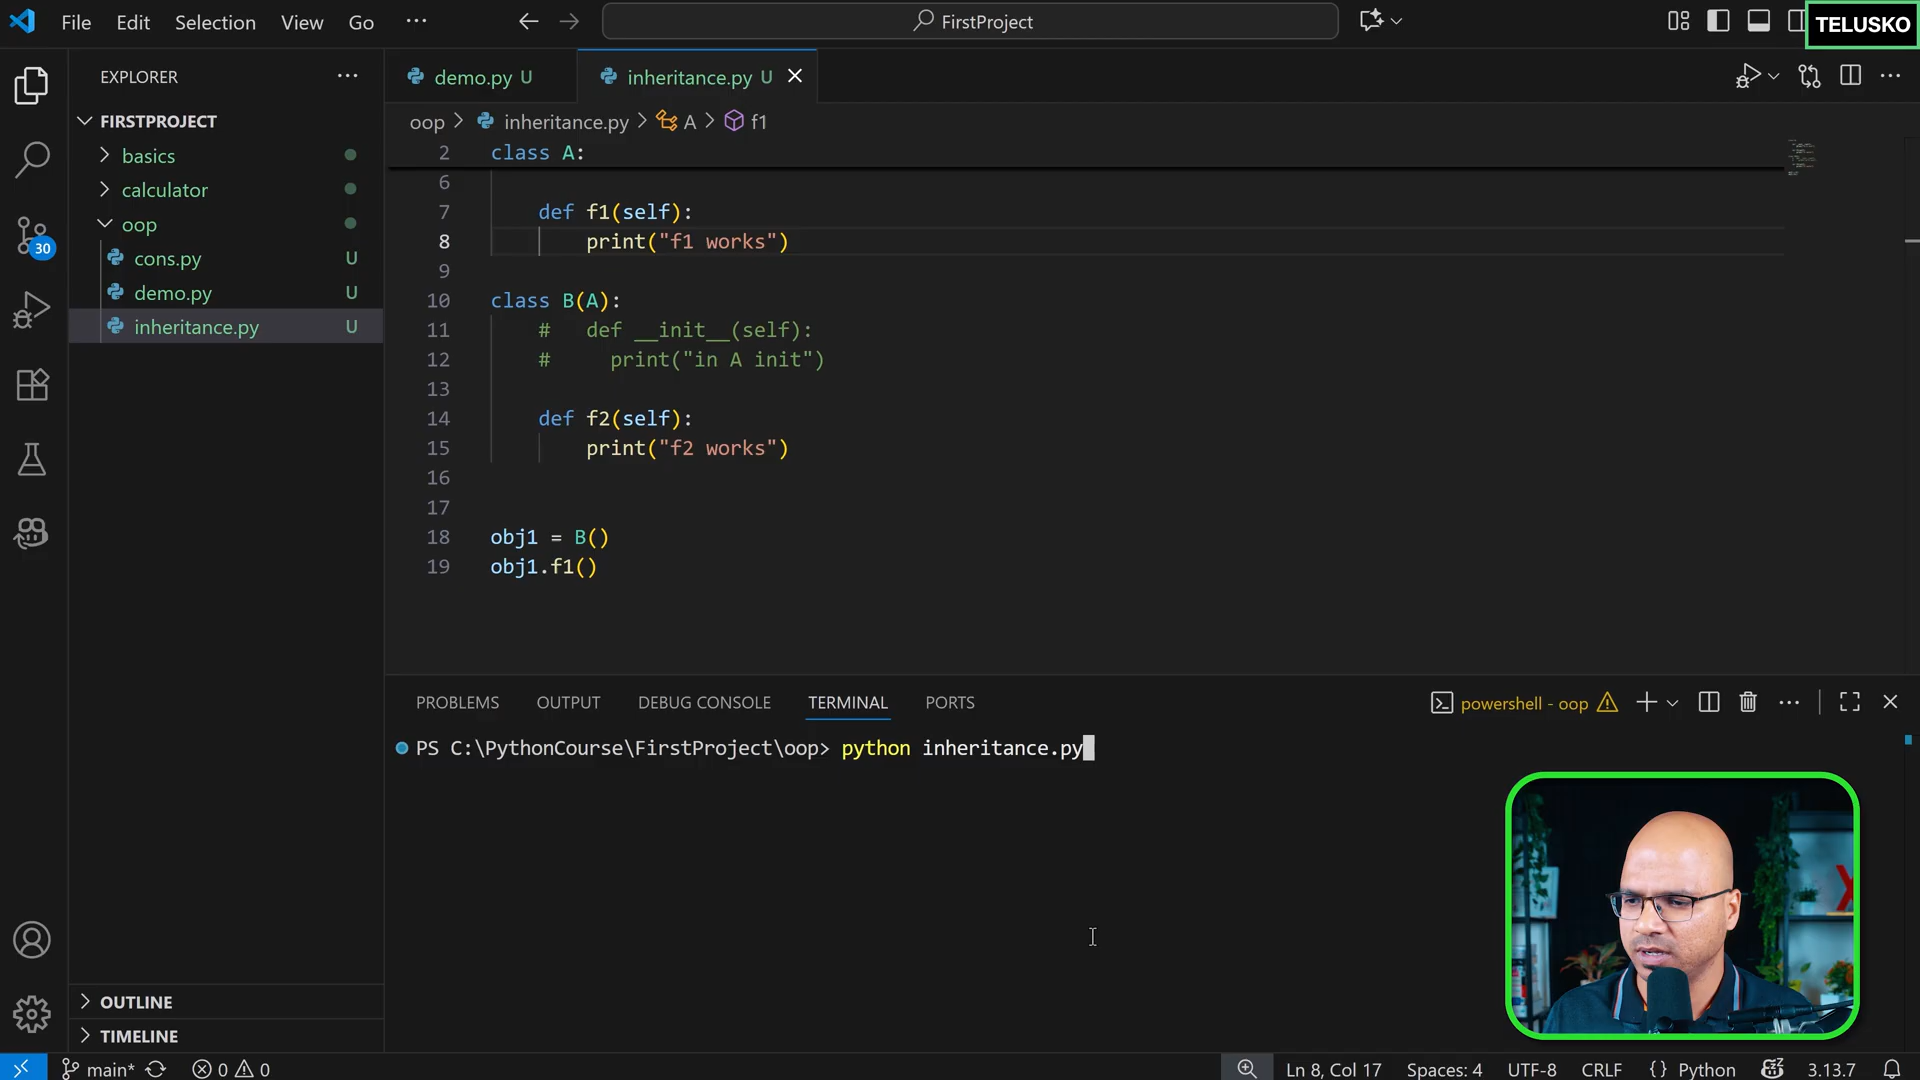 File Edit Selection View Go ... FirstProject TELUSKO
EXPLORER ...
demo.py U inheritance.py U
FIRSTPROJECT
oop > inheritance.py > A > f1
basics
calculator
oop
cons.py U
demo.py U
inheritance.py U
30
2 class A:
6
7 def f1(self):
8 print("f1 works")
9
10 class B(A):
11 # def __init__(self):
12 # print("in A init")
13
14 def f2(self):
15 print("f2 works")
16
17
18 obj1 = B()
19 obj1.f1()
PROBLEMS OUTPUT DEBUG CONSOLE TERMINAL PORTS powershell - oop
PS C:\PythonCourse\FirstProject\oop> python inheritance.py
OUTLINE
TIMELINE
main* 0 0 Ln 8, Col 17 Spaces: 4 UTF-8 CRLF {} Python 3.13.7